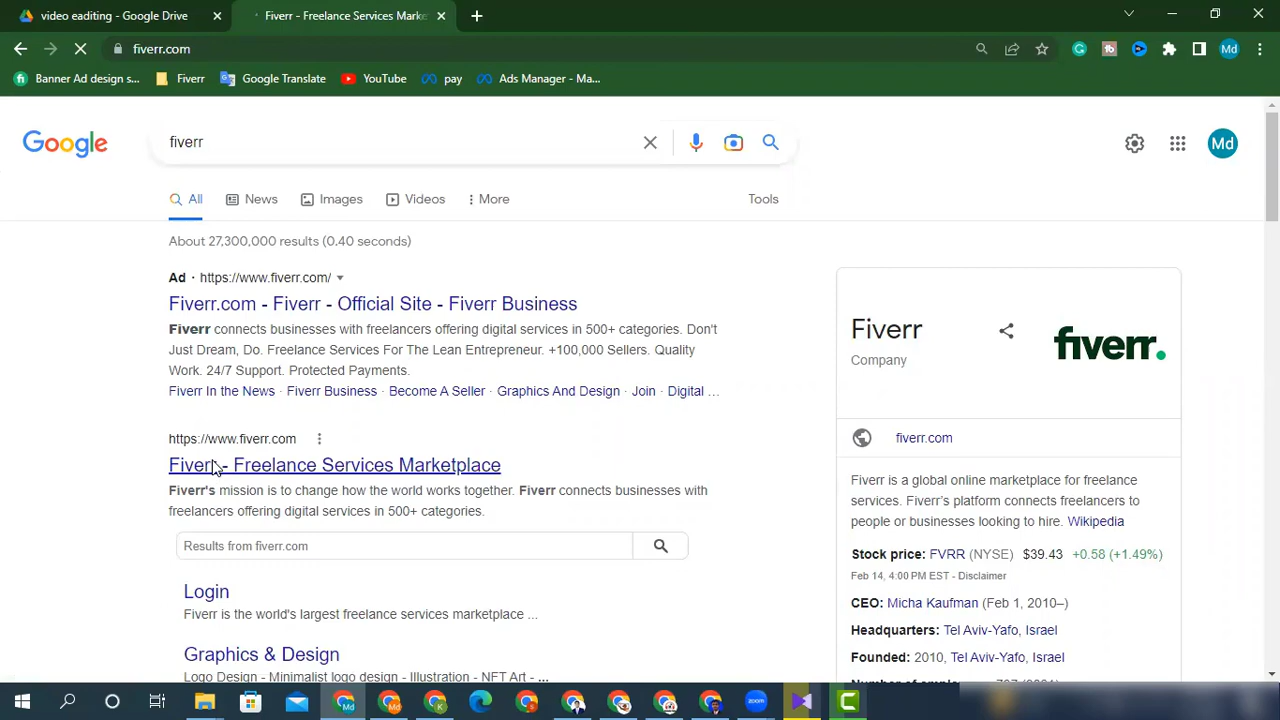 video eaditing - Google Drive
Fiverr - Freelance Services Marke
fiverr.com
Md
Banner Ad design s...
Fiverr
Google Translate
YouTube
pay
Ads Manager - Ma...
Google
fiverr
Md
All
News
Images
Videos
More
Tools
About 27,300,000 results (0.40 seconds)
Ad · https://www.fiverr.com/
Fiverr.com - Fiverr - Official Site - Fiverr Business
Fiverr connects businesses with freelancers offering digital services in 500+ categories. Don't
Just Dream, Do. Freelance Services For The Lean Entrepreneur. +100,000 Sellers. Quality
Work. 24/7 Support. Protected Payments.
Fiverr In the News · Fiverr Business · Become A Seller · Graphics And Design · Join · Digital ...
https://www.fiverr.com
Fiverr - Freelance Services Marketplace
Fiverr's mission is to change how the world works together. Fiverr connects businesses with
freelancers offering digital services in 500+ categories.
Results from fiverr.com
Login
Fiverr is the world's largest freelance services marketplace ...
Graphics & Design
Logo Design - Minimalist logo design - Illustration - NFT Art - ...
Fiverr
Company
fiverr.
fiverr.com
Fiverr is a global online marketplace for freelance
services. Fiverr's platform connects freelancers to
people or businesses looking to hire. Wikipedia
Stock price: FVRR (NYSE) $39.43 +0.58 (+1.49%)
Feb 14, 4:00 PM EST - Disclaimer
CEO: Micha Kaufman (Feb 1, 2010–)
Headquarters: Tel Aviv-Yafo, Israel
Founded: 2010, Tel Aviv-Yafo, Israel
zoom